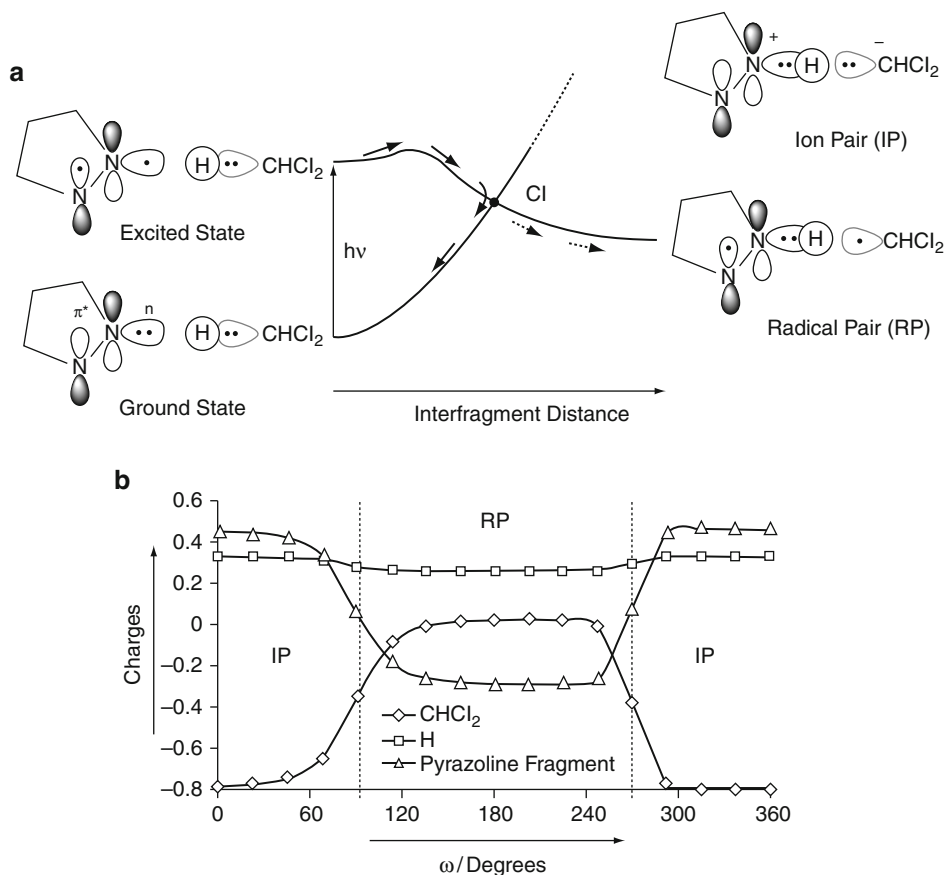 a
N
N
H
CHCl2
Excited State
π*
n
N
N
H
CHCl2
Ground State
hν
CI
Interfragment Distance
+
–
N
N
H
CHCl2
Ion Pair (IP)
N
N
H
CHCl2
Radical Pair (RP)
b
Charges
0.6
0.4
0.2
0
–0.2
–0.4
–0.6
–0.8
IP
RP
IP
CHCl2
H
Pyrazoline Fragment
0 60 120 180 240 300 360
ω/Degrees